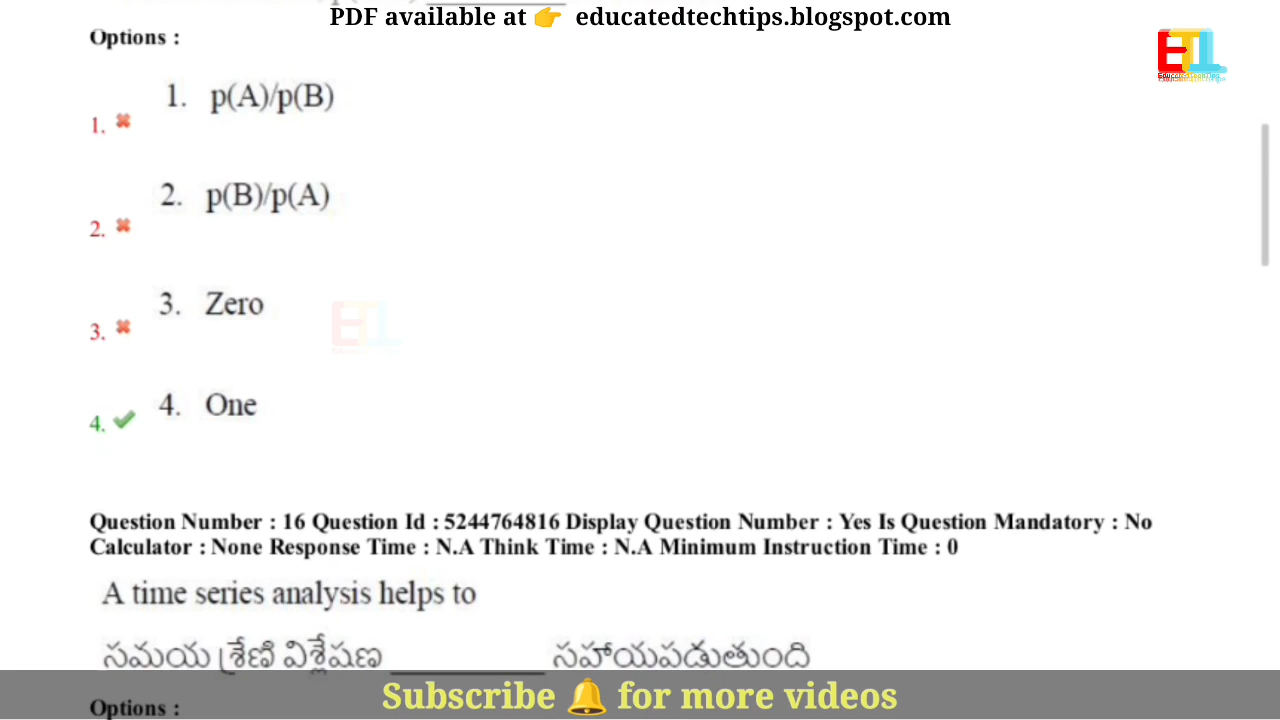 PDF available at 👉 educatedtechtips.blogspot.com
Options :
1. p(A)/p(B)
1.
2. p(B)/p(A)
2.
3. Zero
3.
4. One
4.
Question Number : 16 Question Id : 5244764816 Display Question Number : Yes Is Question Mandatory : No
Calculator : None Response Time : N.A Think Time : N.A Minimum Instruction Time : 0
A time series analysis helps to
సమయ శ్రేణి విశ్లేషణ __________ సహాయపడుతుంది
Subscribe 🔔 for more videos
Options :